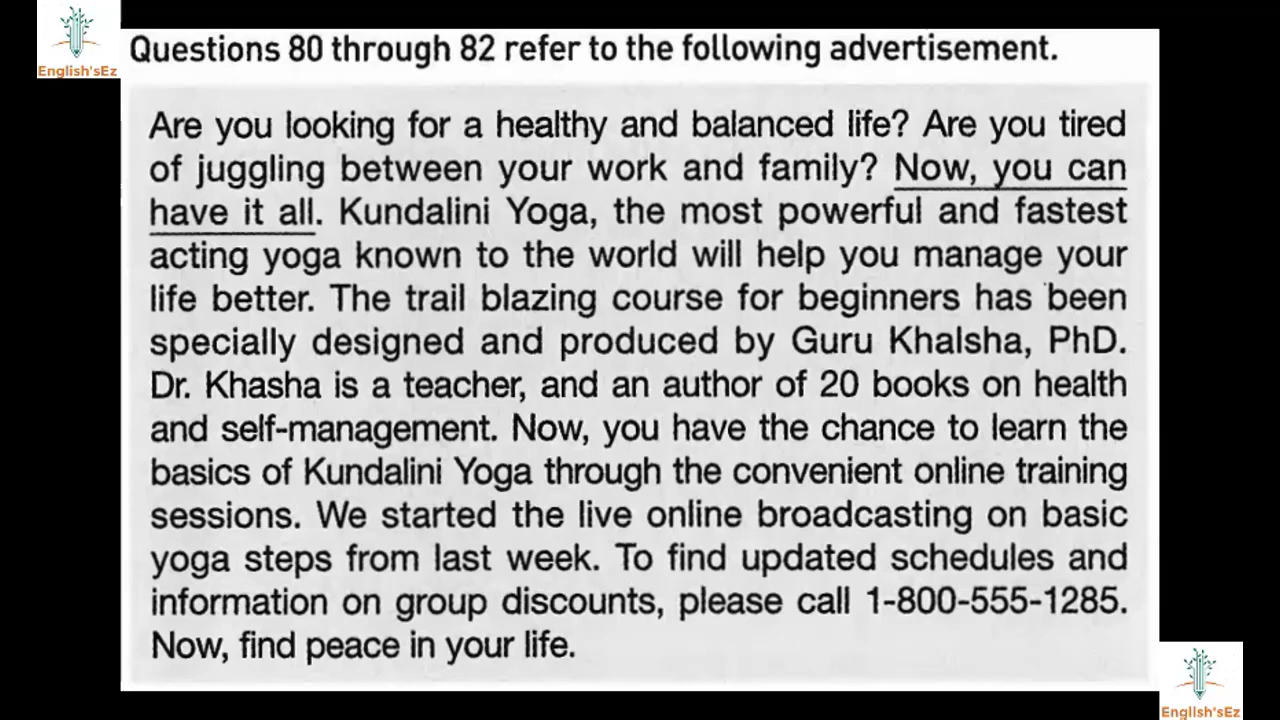 English'sEz
Questions 80 through 82 refer to the following advertisement.
Are you looking for a healthy and balanced life? Are you tired
of juggling between your work and family? Now, you can
have it all. Kundalini Yoga, the most powerful and fastest
acting yoga known to the world will help you manage your
life better. The trail blazing course for beginners has been
specially designed and produced by Guru Khalsha, PhD.
Dr. Khasha is a teacher, and an author of 20 books on health
and self-management. Now, you have the chance to learn the
basics of Kundalini Yoga through the convenient online training
sessions. We started the live online broadcasting on basic
yoga steps from last week. To find updated schedules and
information on group discounts, please call 1-800-555-1285.
Now, find peace in your life.
English'sEz